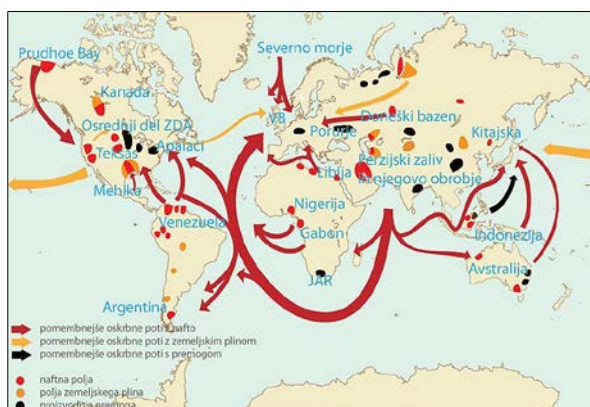 Prudhoe Bay
Severno morje
Kanada
VB
Doneški bazen
Osrednji del ZDA
Porurje
Kitajska
Apalači
Teksas
Perzijski zaliv
in njegovo obrobje
Libija
Mehika
Nigerija
Venezuela
Gabon
Indonezija
JAR
Avstralija
Argentina
pomembnejše oskrbne poti z nafto
pomembnejše oskrbne poti z zemeljskim plinom
pomembnejše oskrbne poti s premogom
naftna polja
polja zemeljskega plina
proizvodnja premoga